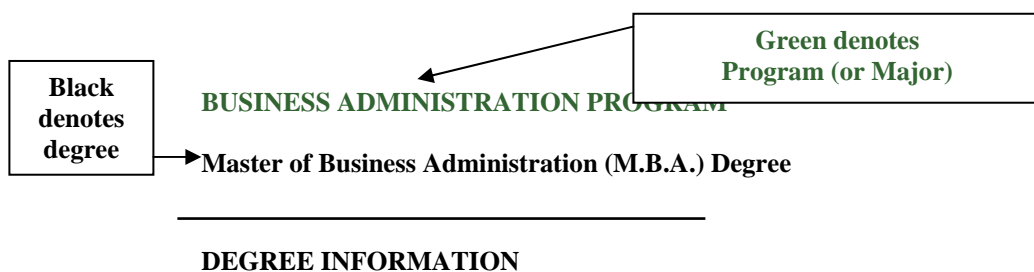 Green denotes
Program (or Major)
Black
denotes
degree
BUSINESS ADMINISTRATION PROGRAM
Master of Business Administration (M.B.A.) Degree
DEGREE INFORMATION